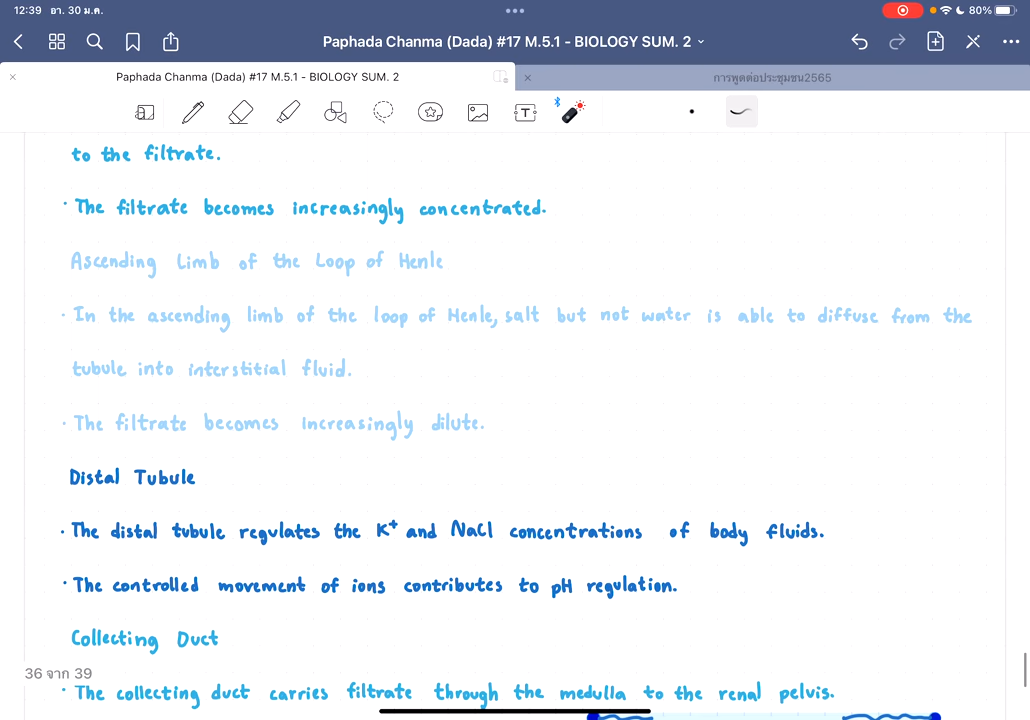 12:39 อา. 30 ม.ค.
80%
Paphada Chanma (Dada) #17 M.5.1 - BIOLOGY SUM. 2
Paphada Chanma (Dada) #17 M.5.1 - BIOLOGY SUM. 2
การพูดต่อประชุมชน2565
T
to the filtrate.
· The filtrate becomes increasingly concentrated.
Ascending Limb of the Loop of Henle
· In the ascending limb of the loop of Henle, salt but not water is able to diffuse from the
tubule into interstitial fluid.
· The filtrate becomes increasingly dilute.
Distal Tubule
· The distal tubule regulates the K⁺ and NaCl concentrations of body fluids.
· The controlled movement of ions contributes to pH regulation.
Collecting Duct
36 จาก 39
· The collecting duct carries filtrate through the medulla to the renal pelvis.